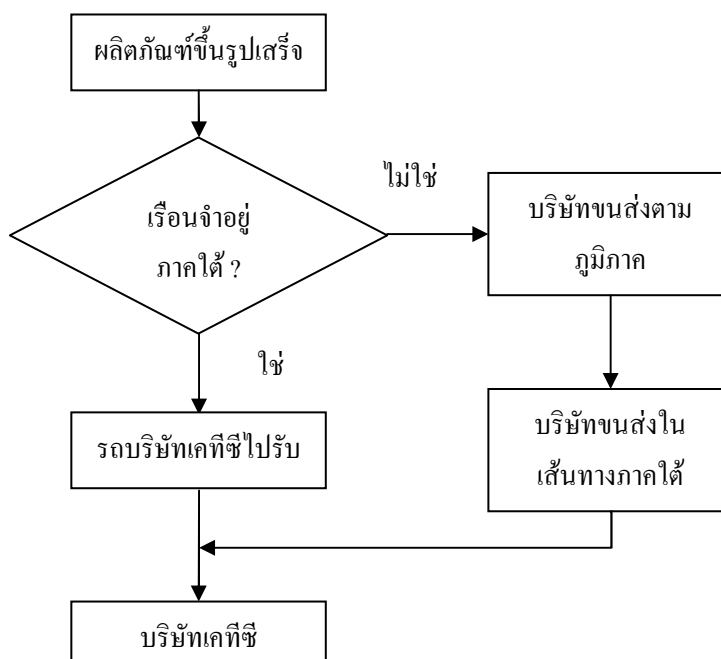 ผลิตภัณฑ์ขึ้นรูปเสร็จ
เรือนจำอยู่
ภาคใต้ ?
ไม่ใช่
บริษัทขนส่งตาม
ภูมิภาค
ใช่
รถบริษัทเคทีซีไปรับ
บริษัทขนส่งใน
เส้นทางภาคใต้
บริษัทเคทีซี